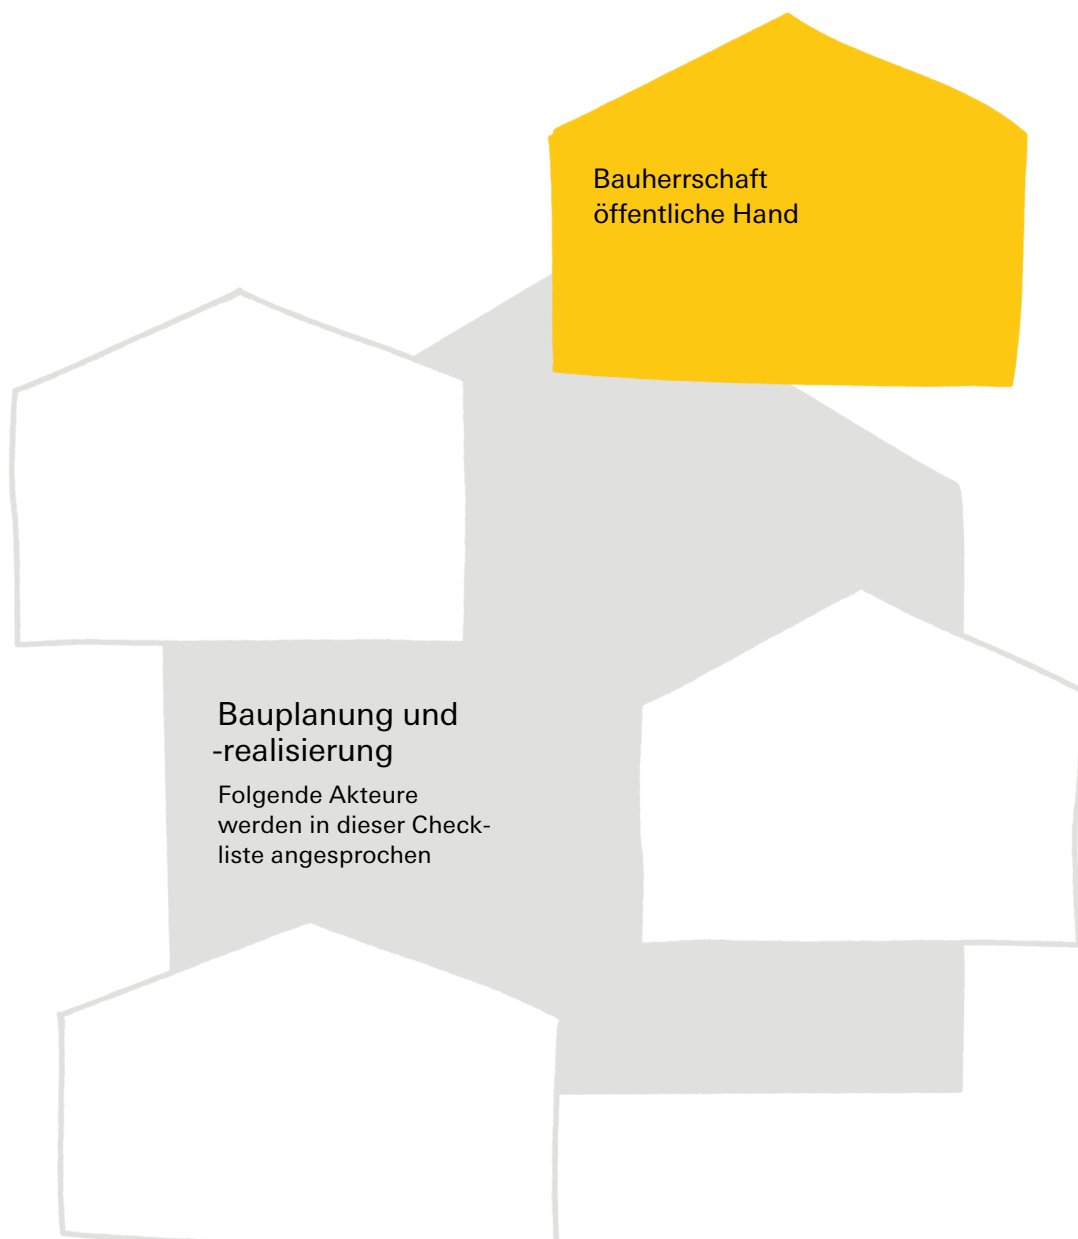 Bauherrschaft
öffentliche Hand
Bauplanung und
-realisierung
Folgende Akteure
werden in dieser Check-
liste angesprochen